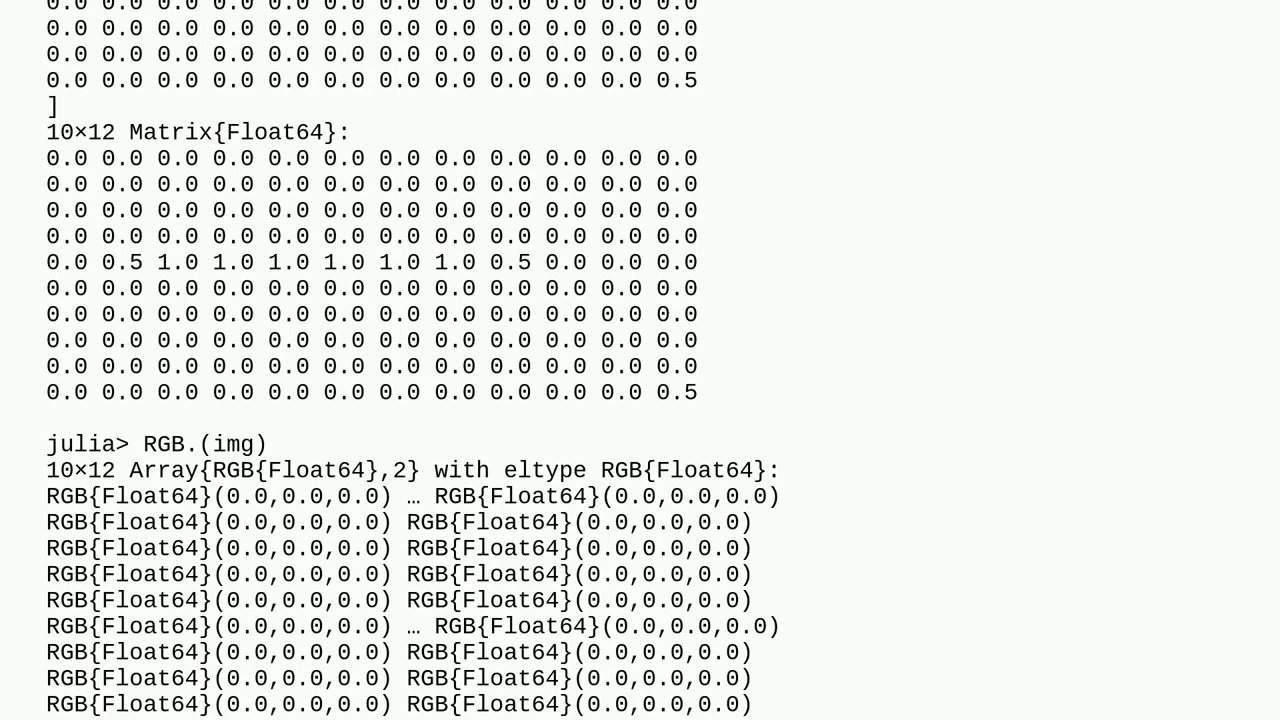 0.0 0.0 0.0 0.0 0.0 0.0 0.0 0.0 0.0 0.0 0.0 0.0
0.0 0.0 0.0 0.0 0.0 0.0 0.0 0.0 0.0 0.0 0.0 0.0
0.0 0.0 0.0 0.0 0.0 0.0 0.0 0.0 0.0 0.0 0.0 0.0
0.0 0.0 0.0 0.0 0.0 0.0 0.0 0.0 0.0 0.0 0.0 0.5
]
10×12 Matrix{Float64}:
0.0 0.0 0.0 0.0 0.0 0.0 0.0 0.0 0.0 0.0 0.0 0.0
0.0 0.0 0.0 0.0 0.0 0.0 0.0 0.0 0.0 0.0 0.0 0.0
0.0 0.0 0.0 0.0 0.0 0.0 0.0 0.0 0.0 0.0 0.0 0.0
0.0 0.0 0.0 0.0 0.0 0.0 0.0 0.0 0.0 0.0 0.0 0.0
0.0 0.5 1.0 1.0 1.0 1.0 1.0 1.0 0.5 0.0 0.0 0.0
0.0 0.0 0.0 0.0 0.0 0.0 0.0 0.0 0.0 0.0 0.0 0.0
0.0 0.0 0.0 0.0 0.0 0.0 0.0 0.0 0.0 0.0 0.0 0.0
0.0 0.0 0.0 0.0 0.0 0.0 0.0 0.0 0.0 0.0 0.0 0.0
0.0 0.0 0.0 0.0 0.0 0.0 0.0 0.0 0.0 0.0 0.0 0.0
0.0 0.0 0.0 0.0 0.0 0.0 0.0 0.0 0.0 0.0 0.0 0.5
julia> RGB.(img)
10×12 Array{RGB{Float64},2} with eltype RGB{Float64}:
RGB{Float64}(0.0,0.0,0.0) … RGB{Float64}(0.0,0.0,0.0)
RGB{Float64}(0.0,0.0,0.0) RGB{Float64}(0.0,0.0,0.0)
RGB{Float64}(0.0,0.0,0.0) RGB{Float64}(0.0,0.0,0.0)
RGB{Float64}(0.0,0.0,0.0) RGB{Float64}(0.0,0.0,0.0)
RGB{Float64}(0.0,0.0,0.0) RGB{Float64}(0.0,0.0,0.0)
RGB{Float64}(0.0,0.0,0.0) … RGB{Float64}(0.0,0.0,0.0)
RGB{Float64}(0.0,0.0,0.0) RGB{Float64}(0.0,0.0,0.0)
RGB{Float64}(0.0,0.0,0.0) RGB{Float64}(0.0,0.0,0.0)
RGB{Float64}(0.0,0.0,0.0) RGB{Float64}(0.0,0.0,0.0)